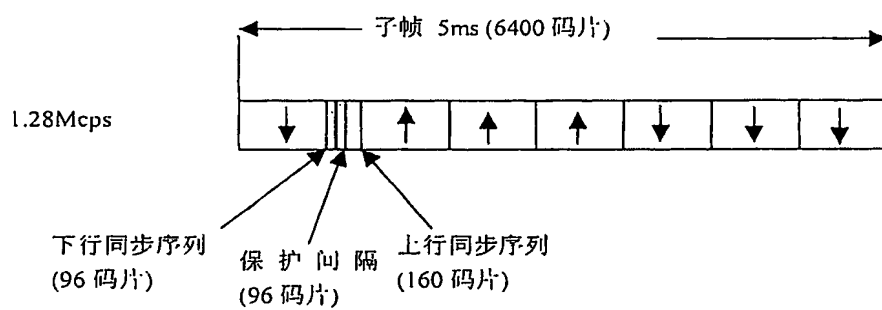 子帧 5ms (6400 码片)
1.28Mcps
下行同步序列
(96 码片)
保护间隔
(96 码片)
上行同步序列
(160 码片)